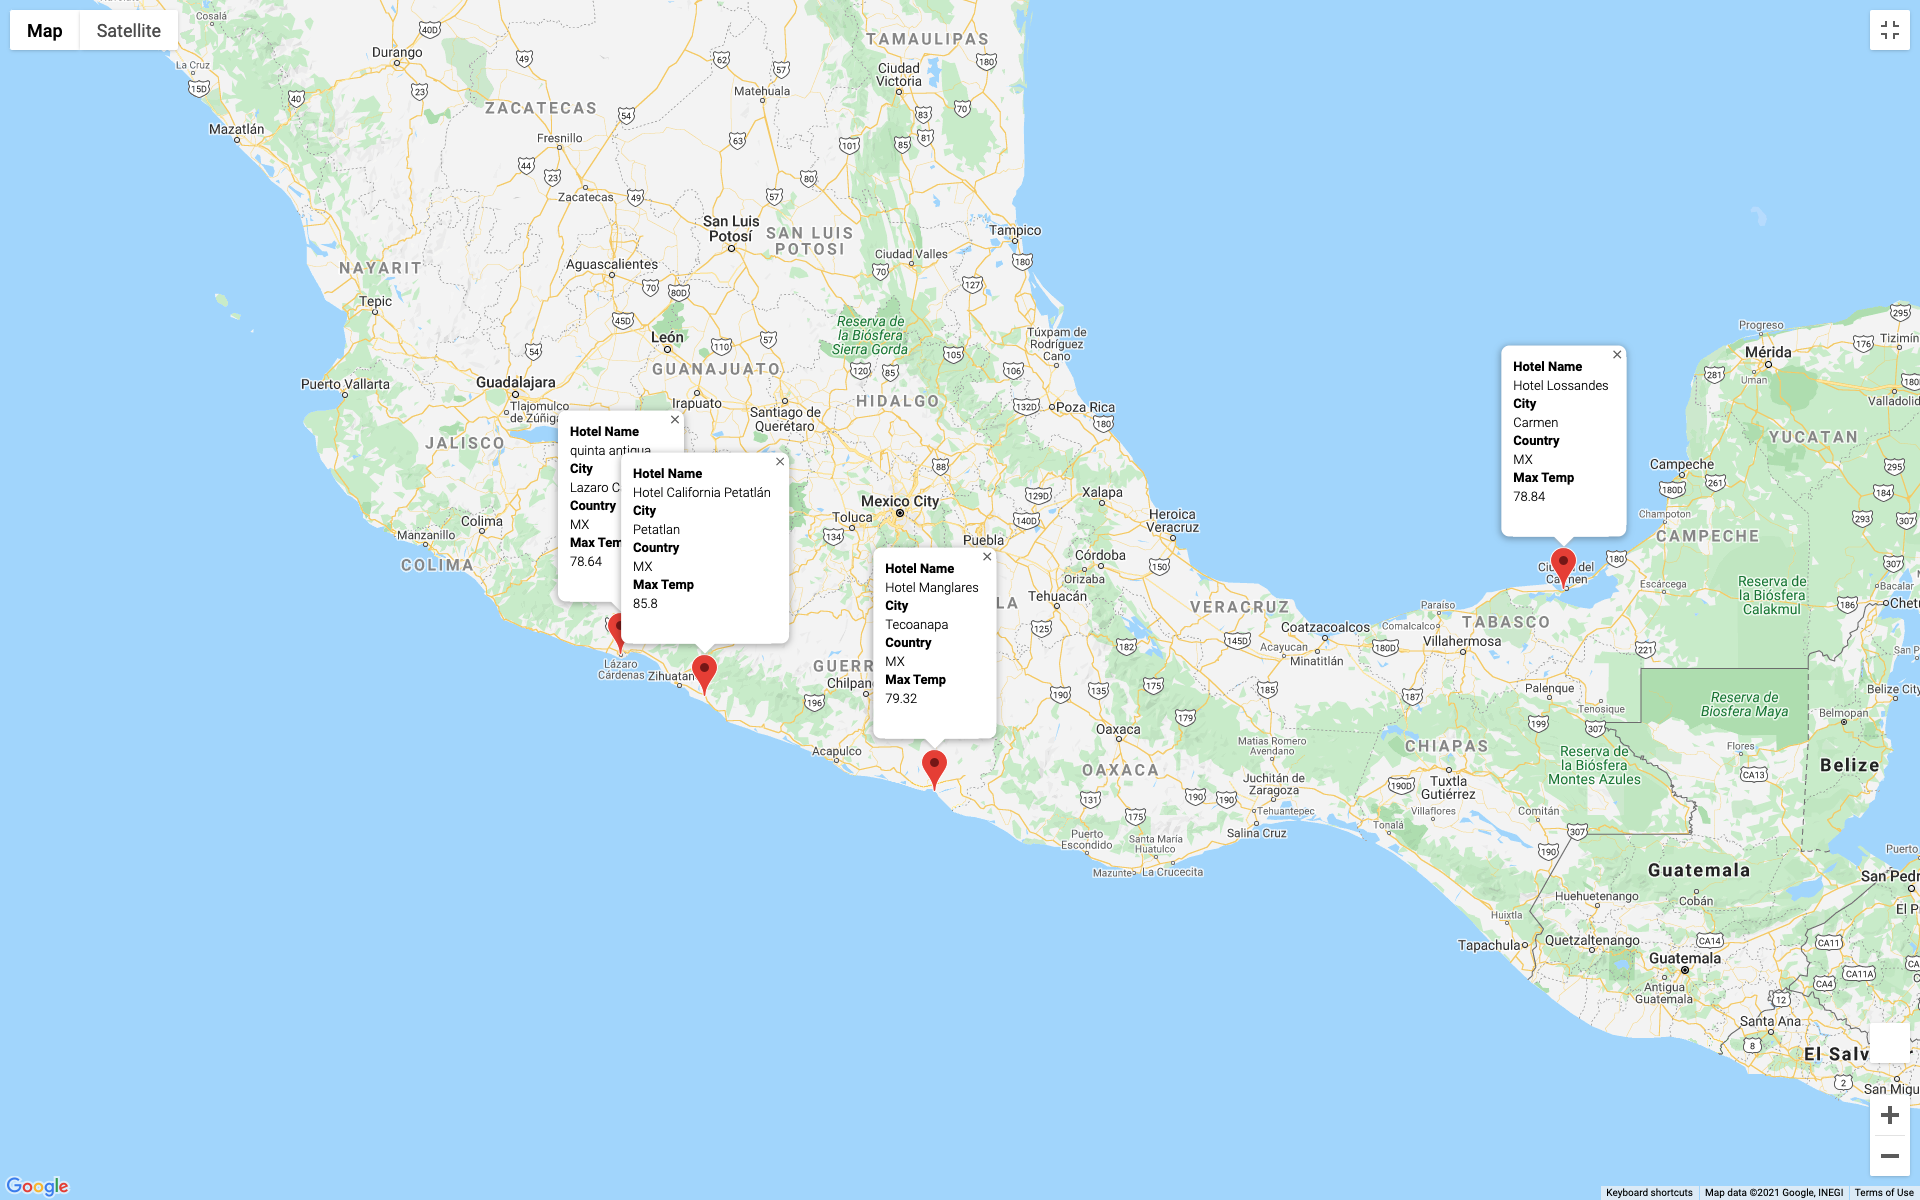 Map
Satellite
Cosalá
TAMAULIPAS
Durango
La Cruz
Ciudad
Victoria
Matehuala
ZACATECAS
Mazatlán
Fresnillo
Zacatecas
San Luis
Potosí
SAN LUIS
POTOSI
Tampico
Ciudad Valles
Aguascalientes
NAYARIT
Tepic
León
Reserva de
la Biósfera
Sierra Gorda
Túxpam de
Rodríguez
Cano
GUANAJUATO
Puerto Vallarta
Guadalajara
Tlajomulco
de Zúñiga
Irapuato
Santiago de
Querétaro
HIDALGO
Poza Rica
JALISCO
Progreso
Mérida
Tizimín
Uman
Valladolid
YUCATAN
Campeche
Champoton
CAMPECHE
Hotel Name
quinta antigua
City
Lazaro C
Country
MX
Max Tem
78.64
Hotel Name
Hotel California Petatlán
City
Petatlan
Country
MX
Max Temp
85.8
Hotel Name
Hotel Manglares
City
Tecoanapa
Country
MX
Max Temp
79.32
Hotel Name
Hotel Lossandes
City
Carmen
Country
MX
Max Temp
78.84
Mexico City
Toluca
Puebla
Xalapa
Heroica
Veracruz
Córdoba
Orizaba
Tehuacán
Colima
Manzanillo
COLIMA
VERACRUZ
Coatzacoalcos
Acayucan
Minatitlán
Paraíso
Comalcalco
TABASCO
Villahermosa
Escárcega
Reserva de
la Biósfera
Calakmul
Bacalar
Chetu
Lázaro
Cárdenas
Zihuatan
GUERR
Chilpan
Acapulco
Palenque
Tenosique
Reserva de
Biosfera Maya
Belize City
Belmopan
Flores
Belize
Oaxaca
OAXACA
Matías Romero
Avendaño
Juchitán de
Zaragoza
Tehuantepec
Salina Cruz
Puerto
Escondido
Santa María
Huatulco
Mazunte
La Crucecita
CHIAPAS
Tuxtla
Gutiérrez
Villaflores
Tonalá
Comitán
Reserva de
la Biósfera
Montes Azules
Guatemala
Huehuetenango
Cobán
Huixtla
Tapachula
Quetzaltenango
Guatemala
Antigua
Guatemala
Santa Ana
El Salv
San Migu
San Pedr
Puerto
El P
Google
Keyboard shortcuts
Map data ©2021 Google, INEGI
Terms of Use